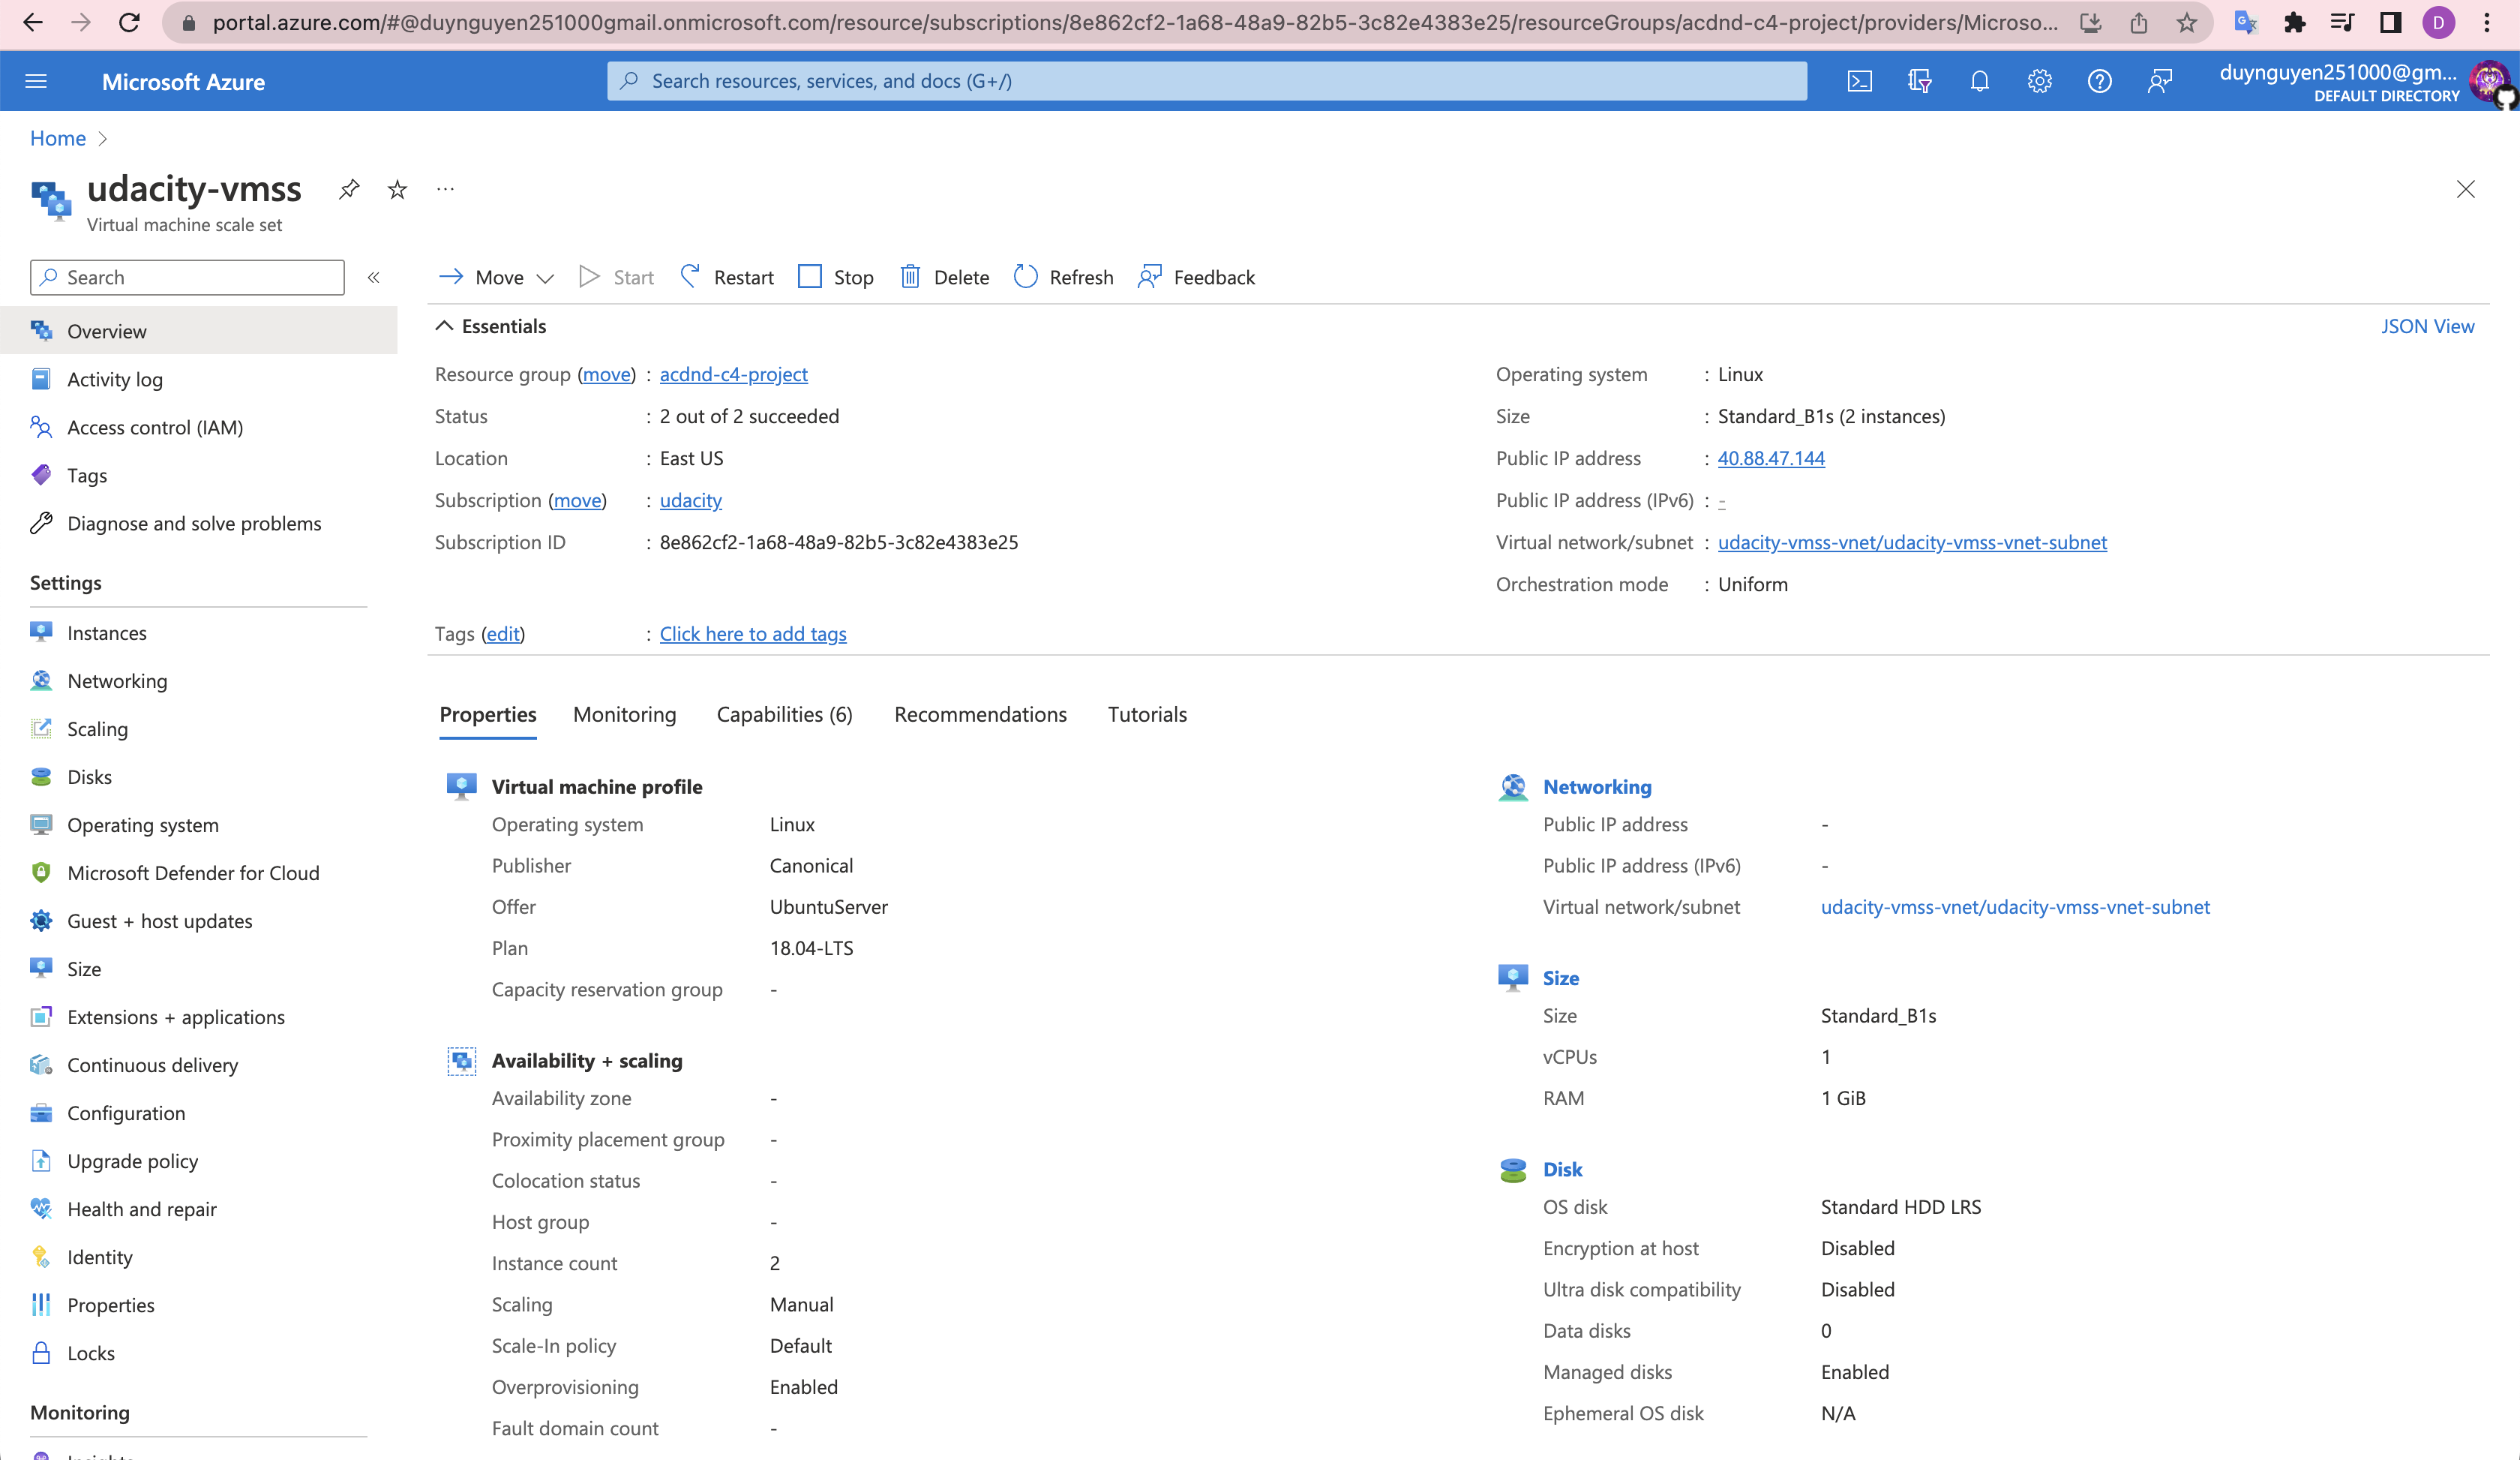 portal.azure.com/#@duynguyen251000gmail.onmicrosoft.com/resource/subscriptions/8e862cf2-1a68-48a9-82b5-3c82e4383e25/resourceGroups/acdnd-c4-project/providers/Microso...
D
Microsoft Azure
Search resources, services, and docs (G+/)
duynguyen251000@gm...
DEFAULT DIRECTORY
Home
udacity-vmss
Virtual machine scale set
Search
Overview
Activity log
Access control (IAM)
Tags
Diagnose and solve problems
Settings
Instances
Networking
Scaling
Disks
Operating system
Microsoft Defender for Cloud
Guest + host updates
Size
Extensions + applications
Continuous delivery
Configuration
Upgrade policy
Health and repair
Identity
Properties
Locks
Monitoring
Move Start Restart Stop Delete Refresh Feedback
Essentials
JSON View
Resource group (move) : acdnd-c4-project
Status : 2 out of 2 succeeded
Location : East US
Subscription (move) : udacity
Subscription ID : 8e862cf2-1a68-48a9-82b5-3c82e4383e25
Tags (edit) : Click here to add tags
Operating system : Linux
Size : Standard_B1s (2 instances)
Public IP address : 40.88.47.144
Public IP address (IPv6) : -
Virtual network/subnet : udacity-vmss-vnet/udacity-vmss-vnet-subnet
Orchestration mode : Uniform
Properties Monitoring Capabilities (6) Recommendations Tutorials
Virtual machine profile
Operating system Linux
Publisher Canonical
Offer UbuntuServer
Plan 18.04-LTS
Capacity reservation group -
Availability + scaling
Availability zone -
Proximity placement group -
Colocation status -
Host group -
Instance count 2
Scaling Manual
Scale-In policy Default
Overprovisioning Enabled
Fault domain count -
Networking
Public IP address -
Public IP address (IPv6) -
Virtual network/subnet udacity-vmss-vnet/udacity-vmss-vnet-subnet
Size
Size Standard_B1s
vCPUs 1
RAM 1 GiB
Disk
OS disk Standard HDD LRS
Encryption at host Disabled
Ultra disk compatibility Disabled
Data disks 0
Managed disks Enabled
Ephemeral OS disk N/A